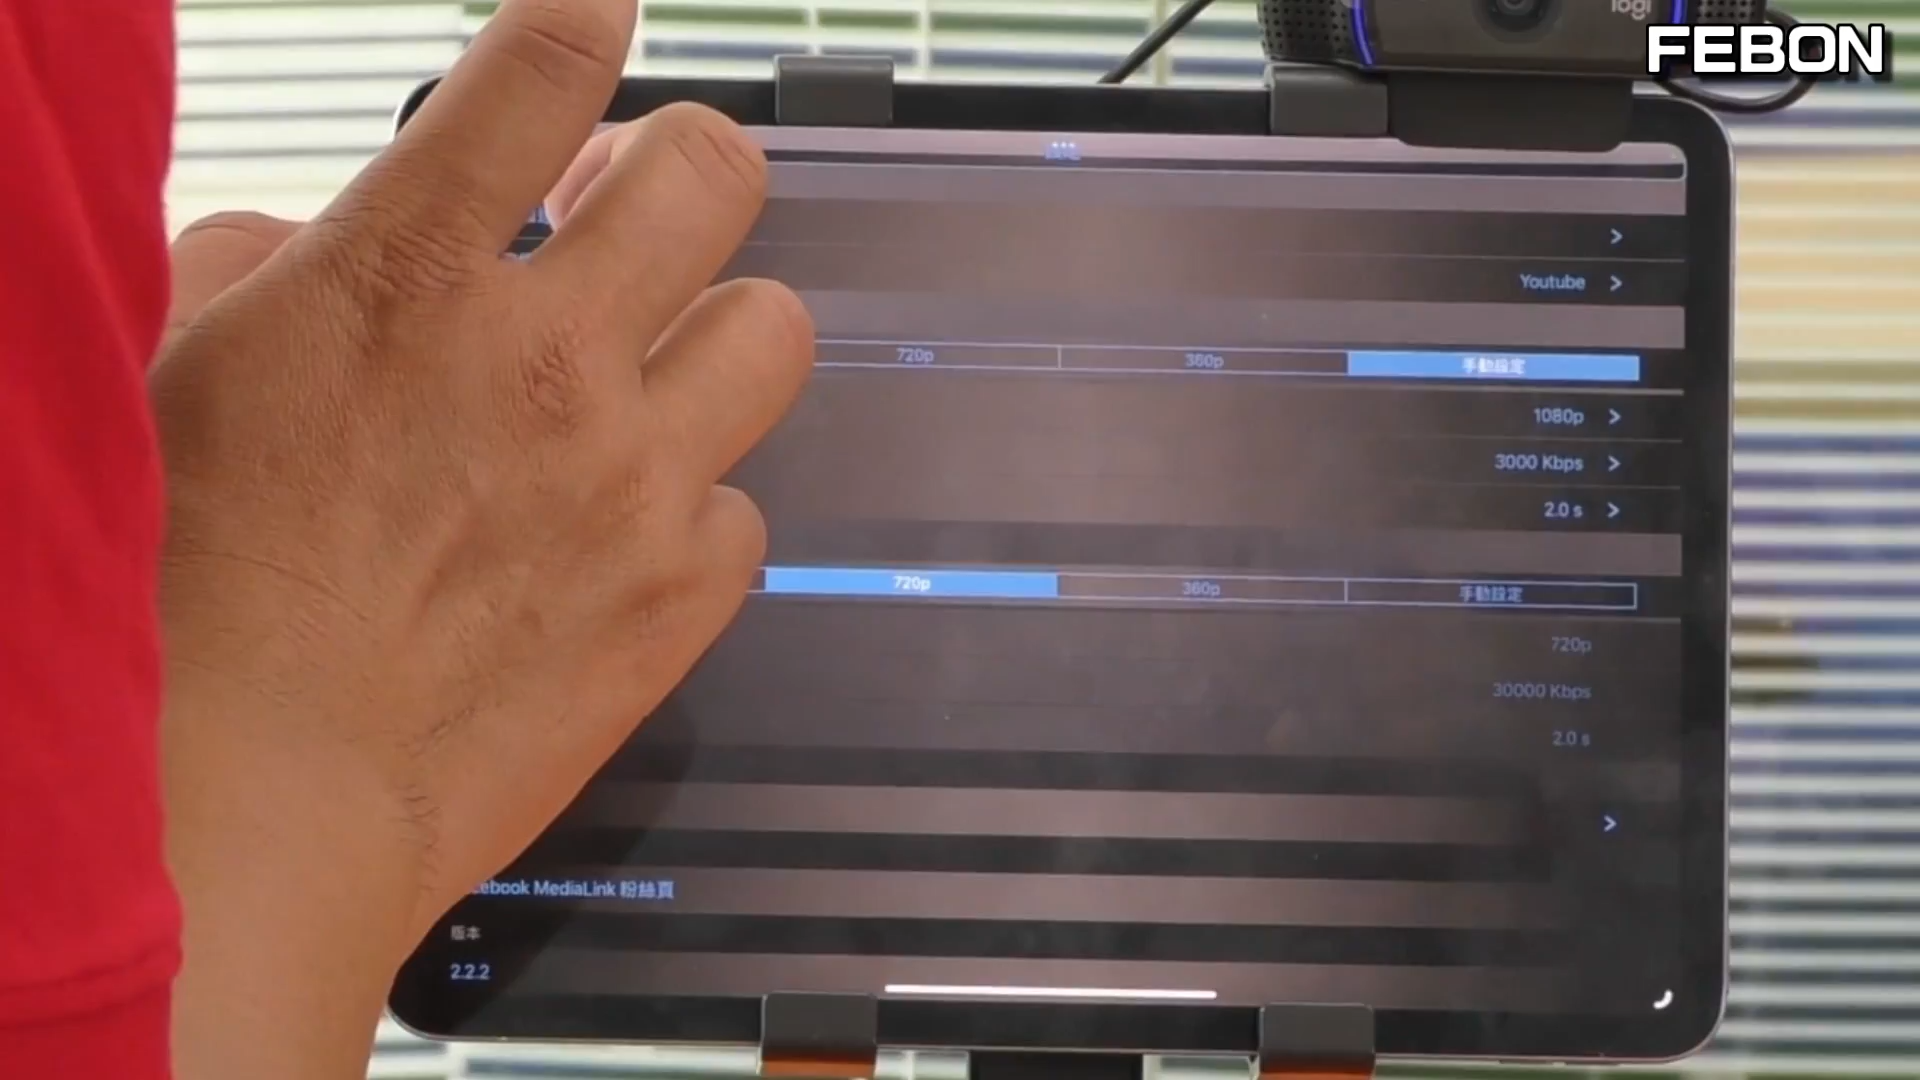 logi
FEBON
設定
Youtube
720p 360p 手動設定
1080p
3000 Kbps
2.0 s
720p 360p 手動設定
720p
30000 Kbps
2.0 s
cebook MediaLink 粉絲頁
版本
2.2.2